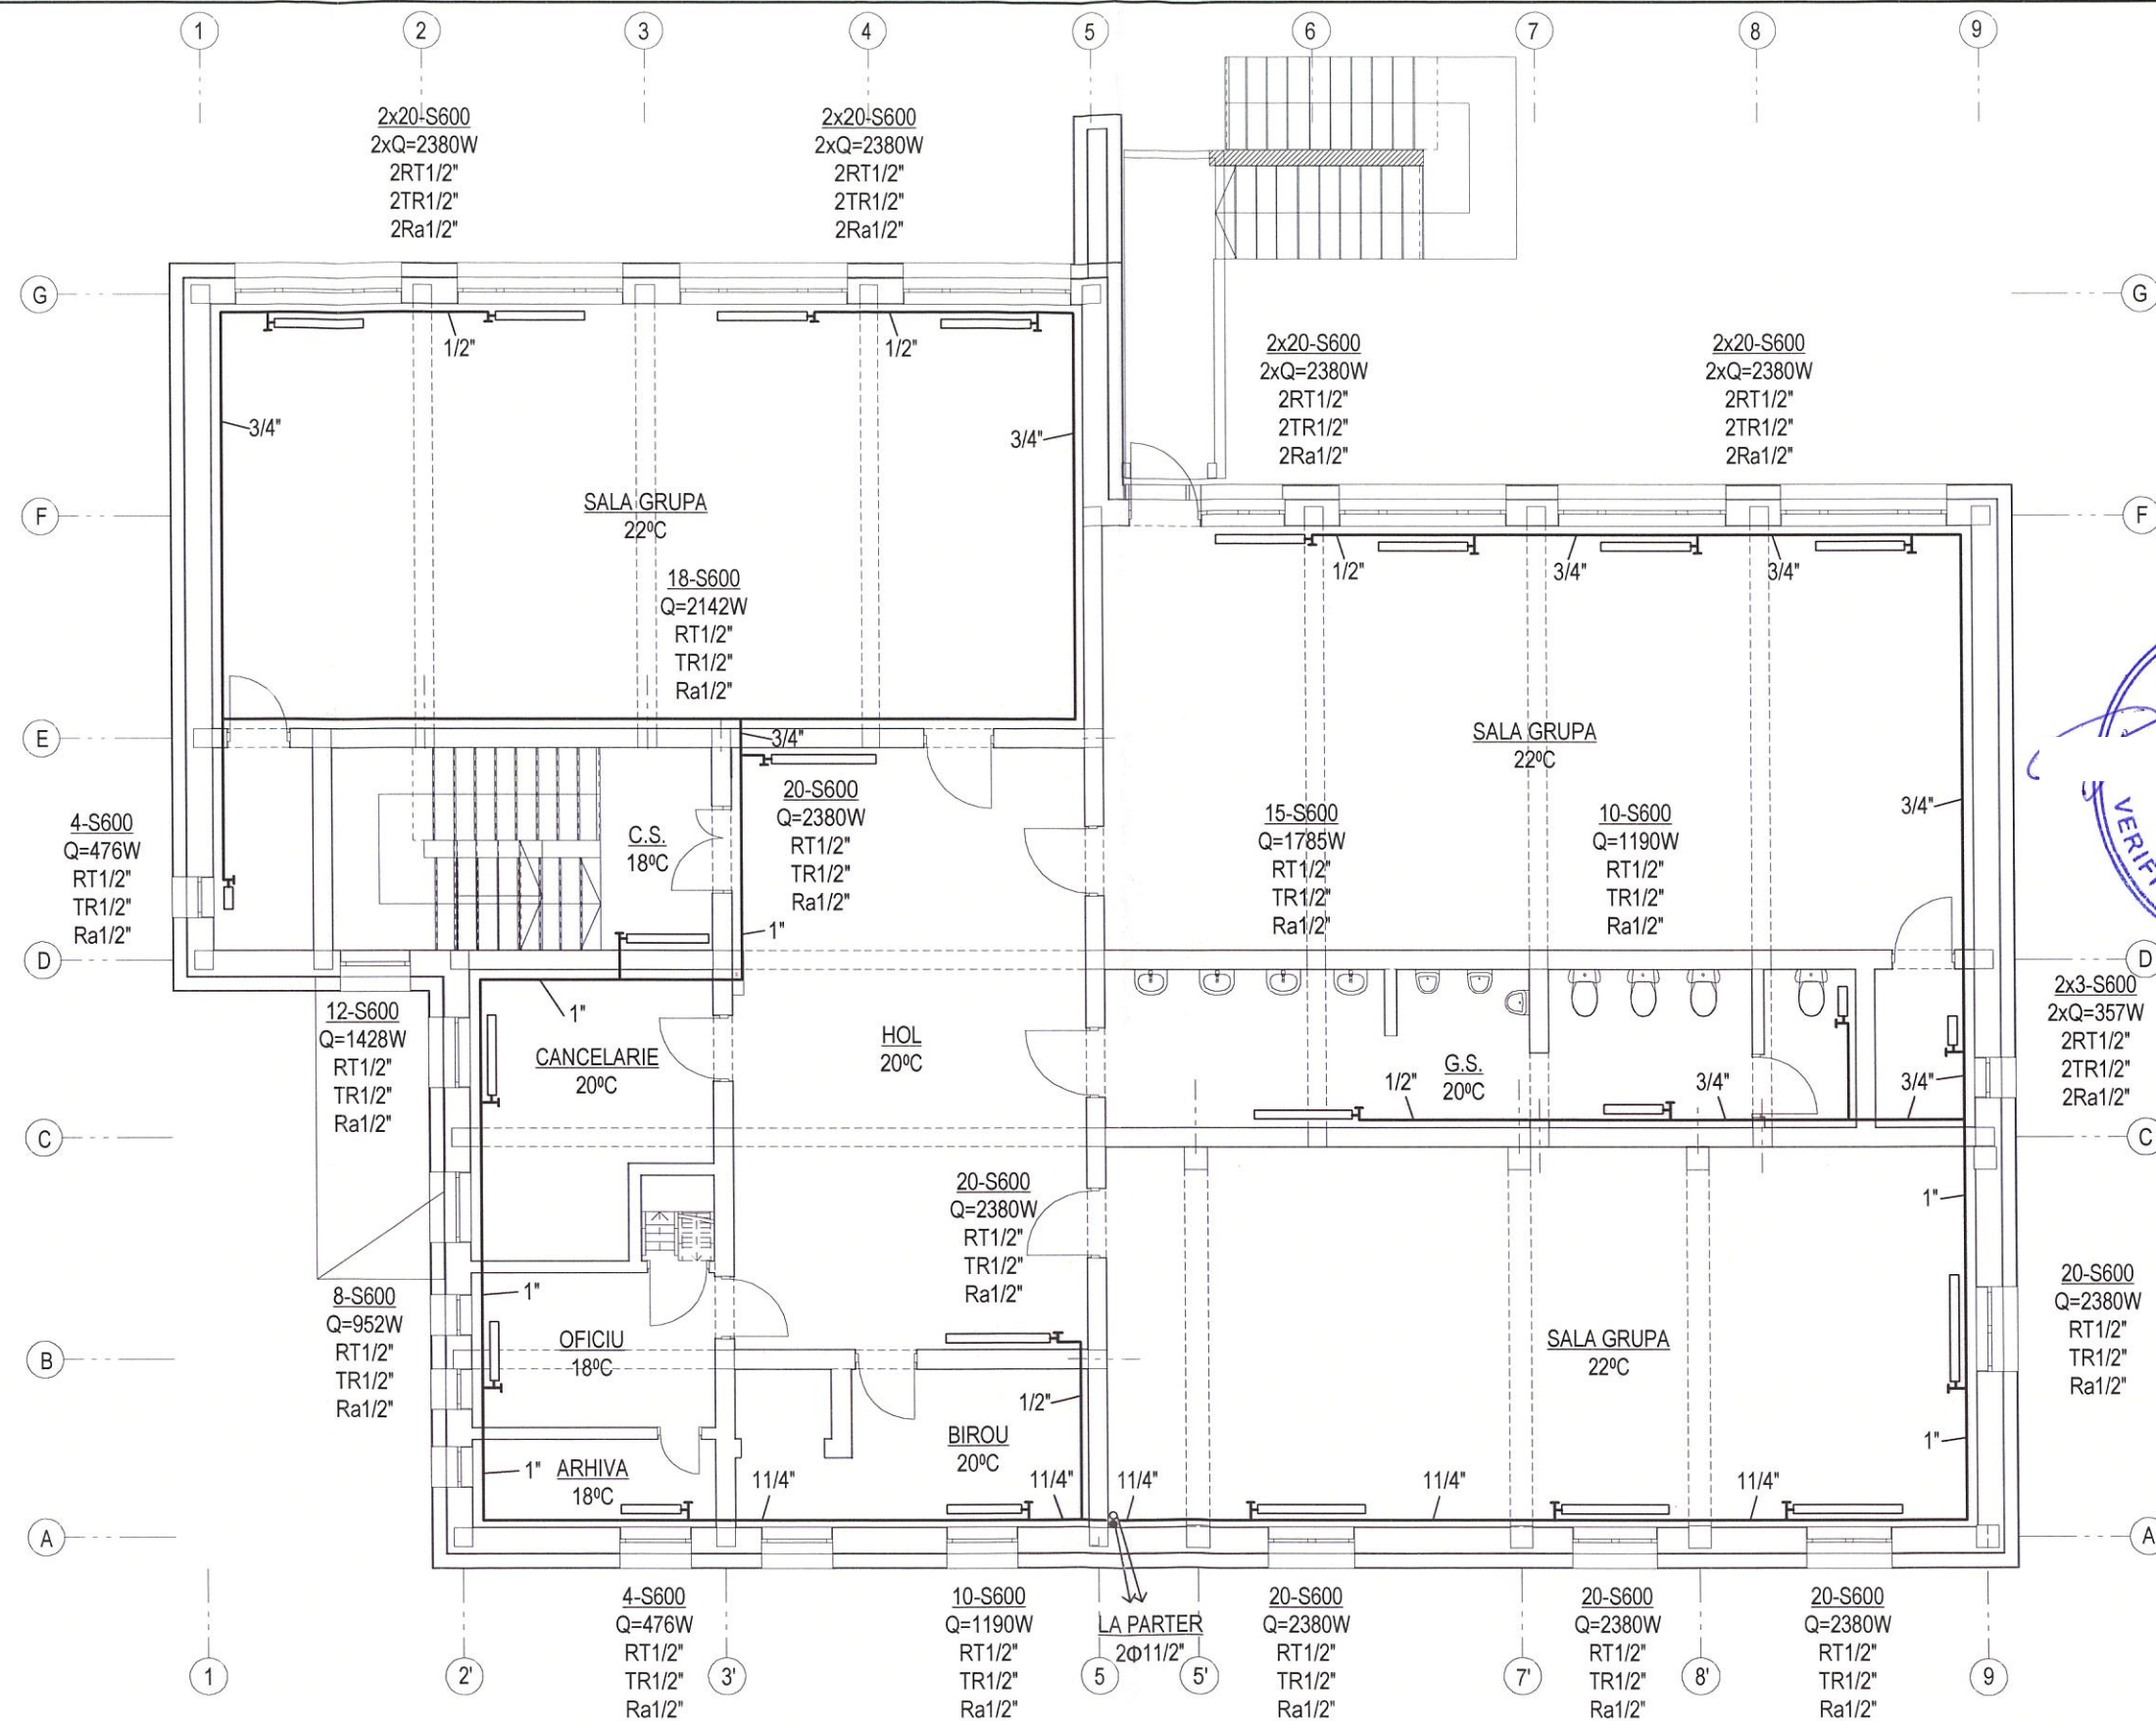 1 2 3 4 5 6 7 8 9
2x20-S600
2xQ=2380W
2RT1/2"
2TR1/2"
2Ra1/2"
2x20-S600
2xQ=2380W
2RT1/2"
2TR1/2"
2Ra1/2"
G G
1/2" 1/2"
2x20-S600
2xQ=2380W
2RT1/2"
2TR1/2"
2Ra1/2"
2x20-S600
2xQ=2380W
2RT1/2"
2TR1/2"
2Ra1/2"
3/4" 3/4"
F F
SALA GRUPA
22ºC
1/2" 3/4" 3/4"
18-S600
Q=2142W
RT1/2"
TR1/2"
Ra1/2"
E
3/4"
SALA GRUPA
22ºC
VERIF
4-S600
Q=476W
RT1/2"
TR1/2"
Ra1/2"
C.S.
18ºC
20-S600
Q=2380W
RT1/2"
TR1/2"
Ra1/2"
1"
15-S600
Q=1785W
RT1/2"
TR1/2"
Ra1/2"
10-S600
Q=1190W
RT1/2"
TR1/2"
Ra1/2"
3/4"
D D
12-S600
Q=1428W
RT1/2"
TR1/2"
Ra1/2"
1"
CANCELARIE
20ºC
HOL
20ºC
G.S.
20ºC
1/2" 3/4" 3/4"
2x3-S600
2xQ=357W
2RT1/2"
2TR1/2"
2Ra1/2"
C C
20-S600
Q=2380W
RT1/2"
TR1/2"
Ra1/2"
1"
8-S600
Q=952W
RT1/2"
TR1/2"
Ra1/2"
1"
OFICIU
18ºC
SALA GRUPA
22ºC
20-S600
Q=2380W
RT1/2"
TR1/2"
Ra1/2"
B
1/2"
BIROU
20ºC
1"
1" ARHIVA
18ºC
11/4" 11/4" 11/4" 11/4" 11/4"
A A
4-S600
Q=476W
RT1/2"
TR1/2"
Ra1/2"
10-S600
Q=1190W
RT1/2"
TR1/2"
Ra1/2"
LA PARTER
2Φ11/2"
20-S600
Q=2380W
RT1/2"
TR1/2"
Ra1/2"
20-S600
Q=2380W
RT1/2"
TR1/2"
Ra1/2"
20-S600
Q=2380W
RT1/2"
TR1/2"
Ra1/2"
1 2' 3' 5 5' 7' 8' 9